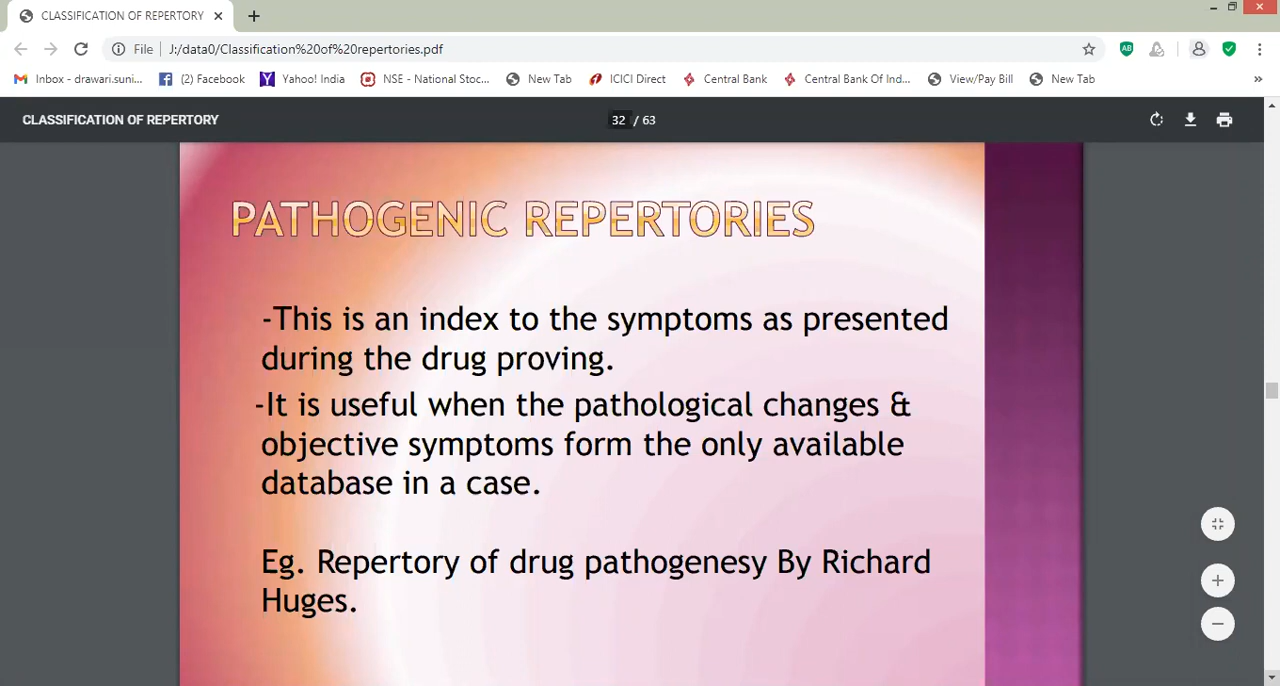 CLASSIFICATION OF REPERTORY
File J:/data0/Classification%20of%20repertories.pdf
Inbox - drawari.suni... (2) Facebook Yahoo! India NSE - National Stoc... New Tab ICICI Direct Central Bank Central Bank Of Ind... View/Pay Bill New Tab »
CLASSIFICATION OF REPERTORY 32 / 63
PATHOGENIC REPERTORIES
-This is an index to the symptoms as presented
during the drug proving.
-It is useful when the pathological changes &
objective symptoms form the only available
database in a case.
Eg. Repertory of drug pathogenesy By Richard
Huges.